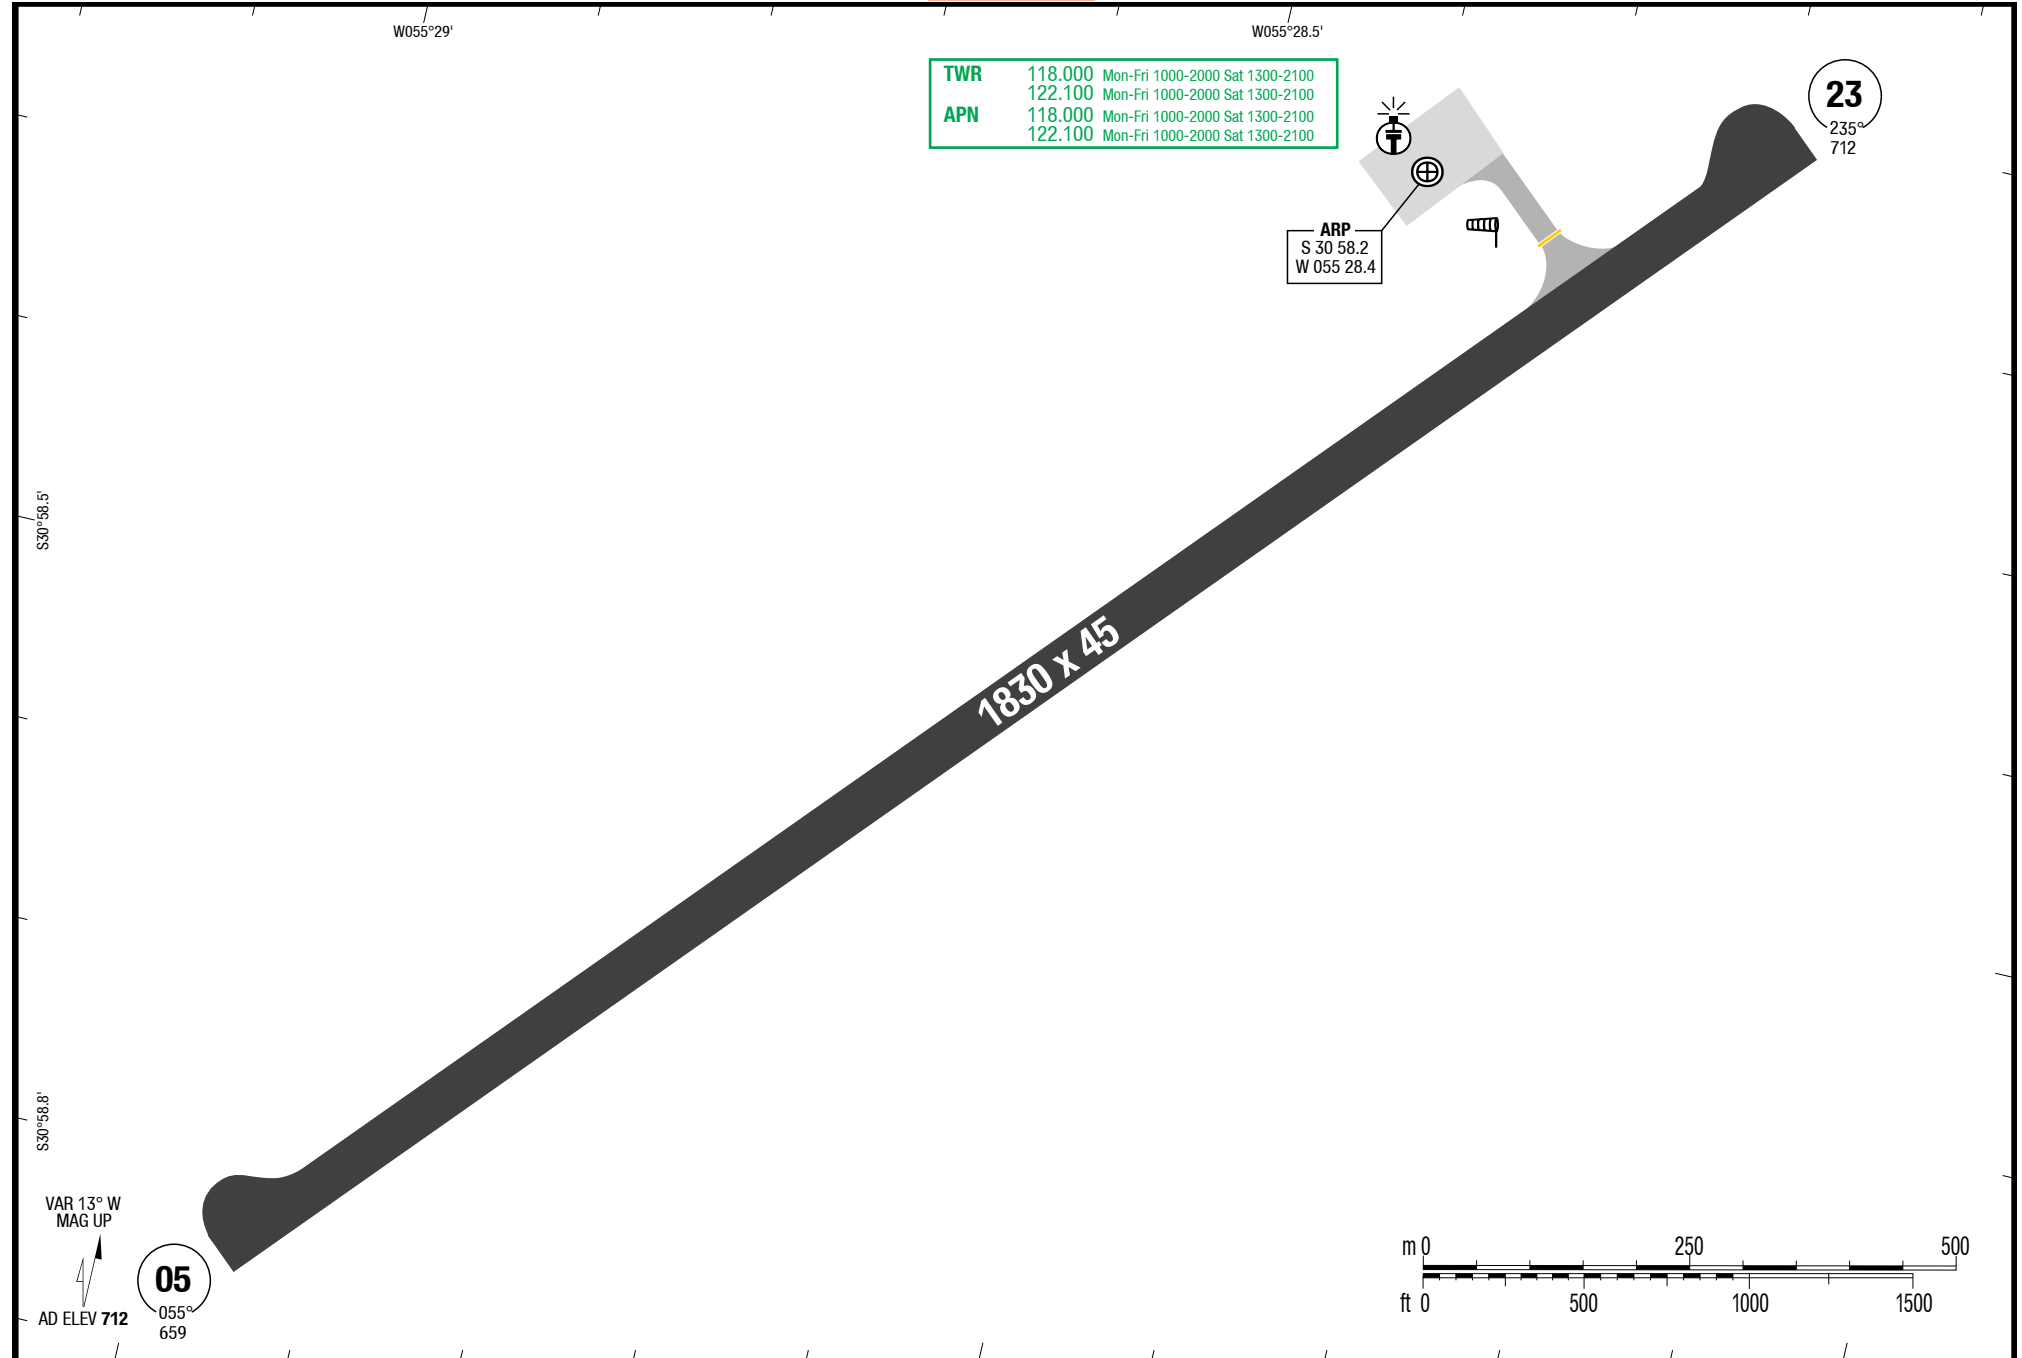 W055°29'
W055°28.5'
TWR 118.000 Mon-Fri 1000-2000 Sat 1300-2100
122.100 Mon-Fri 1000-2000 Sat 1300-2100
APN 118.000 Mon-Fri 1000-2000 Sat 1300-2100
122.100 Mon-Fri 1000-2000 Sat 1300-2100
23
235°
712
ARP
S 30 58.2
W 055 28.4
S30°58.5'
1830 x 45
S30°58.8'
VAR 13° W
MAG UP
AD ELEV 712
05
055°
659
m 0 250 500
ft 0 500 1000 1500